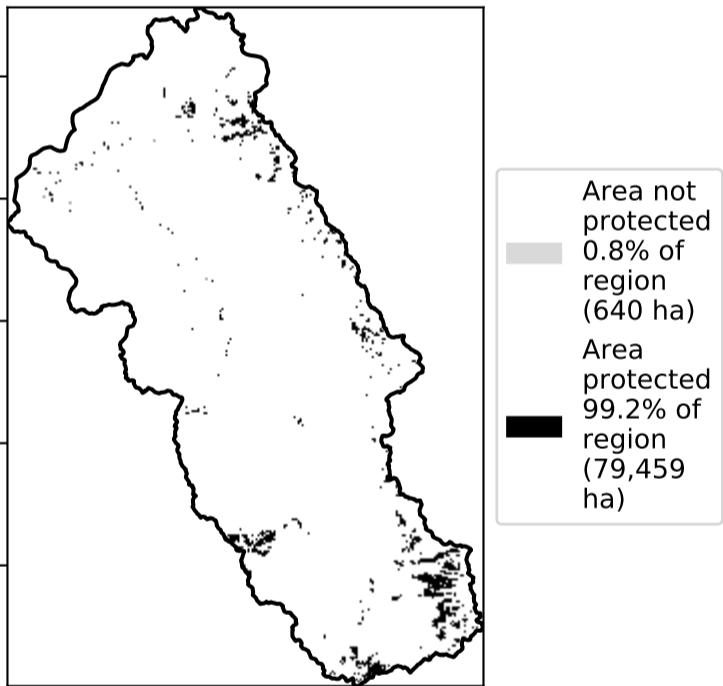 Area not
protected
0.8% of
region
(640 ha)
Area
protected
99.2% of
region
(79,459
ha)